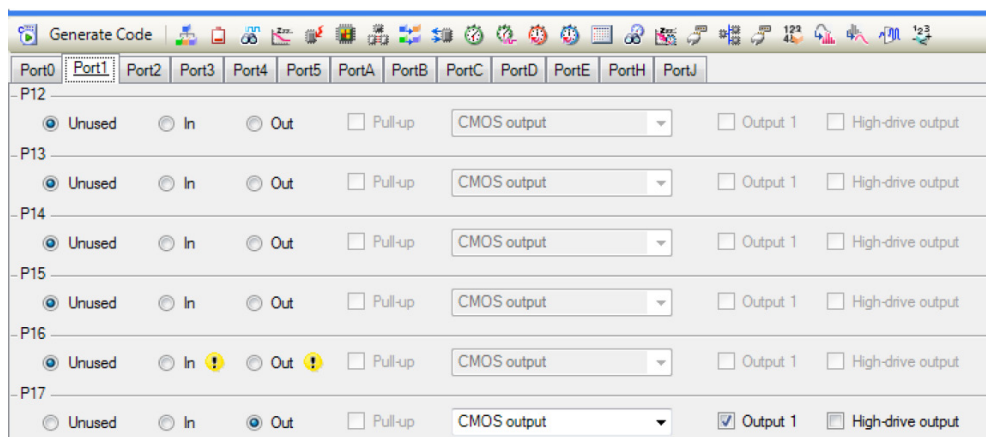 Generate Code
Port0 Port1 Port2 Port3 Port4 Port5 PortA PortB PortC PortD PortE PortH PortJ
P12
Unused In Out Pull-up CMOS output Output 1 High-drive output
P13
Unused In Out Pull-up CMOS output Output 1 High-drive output
P14
Unused In Out Pull-up CMOS output Output 1 High-drive output
P15
Unused In Out Pull-up CMOS output Output 1 High-drive output
P16
Unused In ! Out ! Pull-up CMOS output Output 1 High-drive output
P17
Unused In Out Pull-up CMOS output Output 1 High-drive output